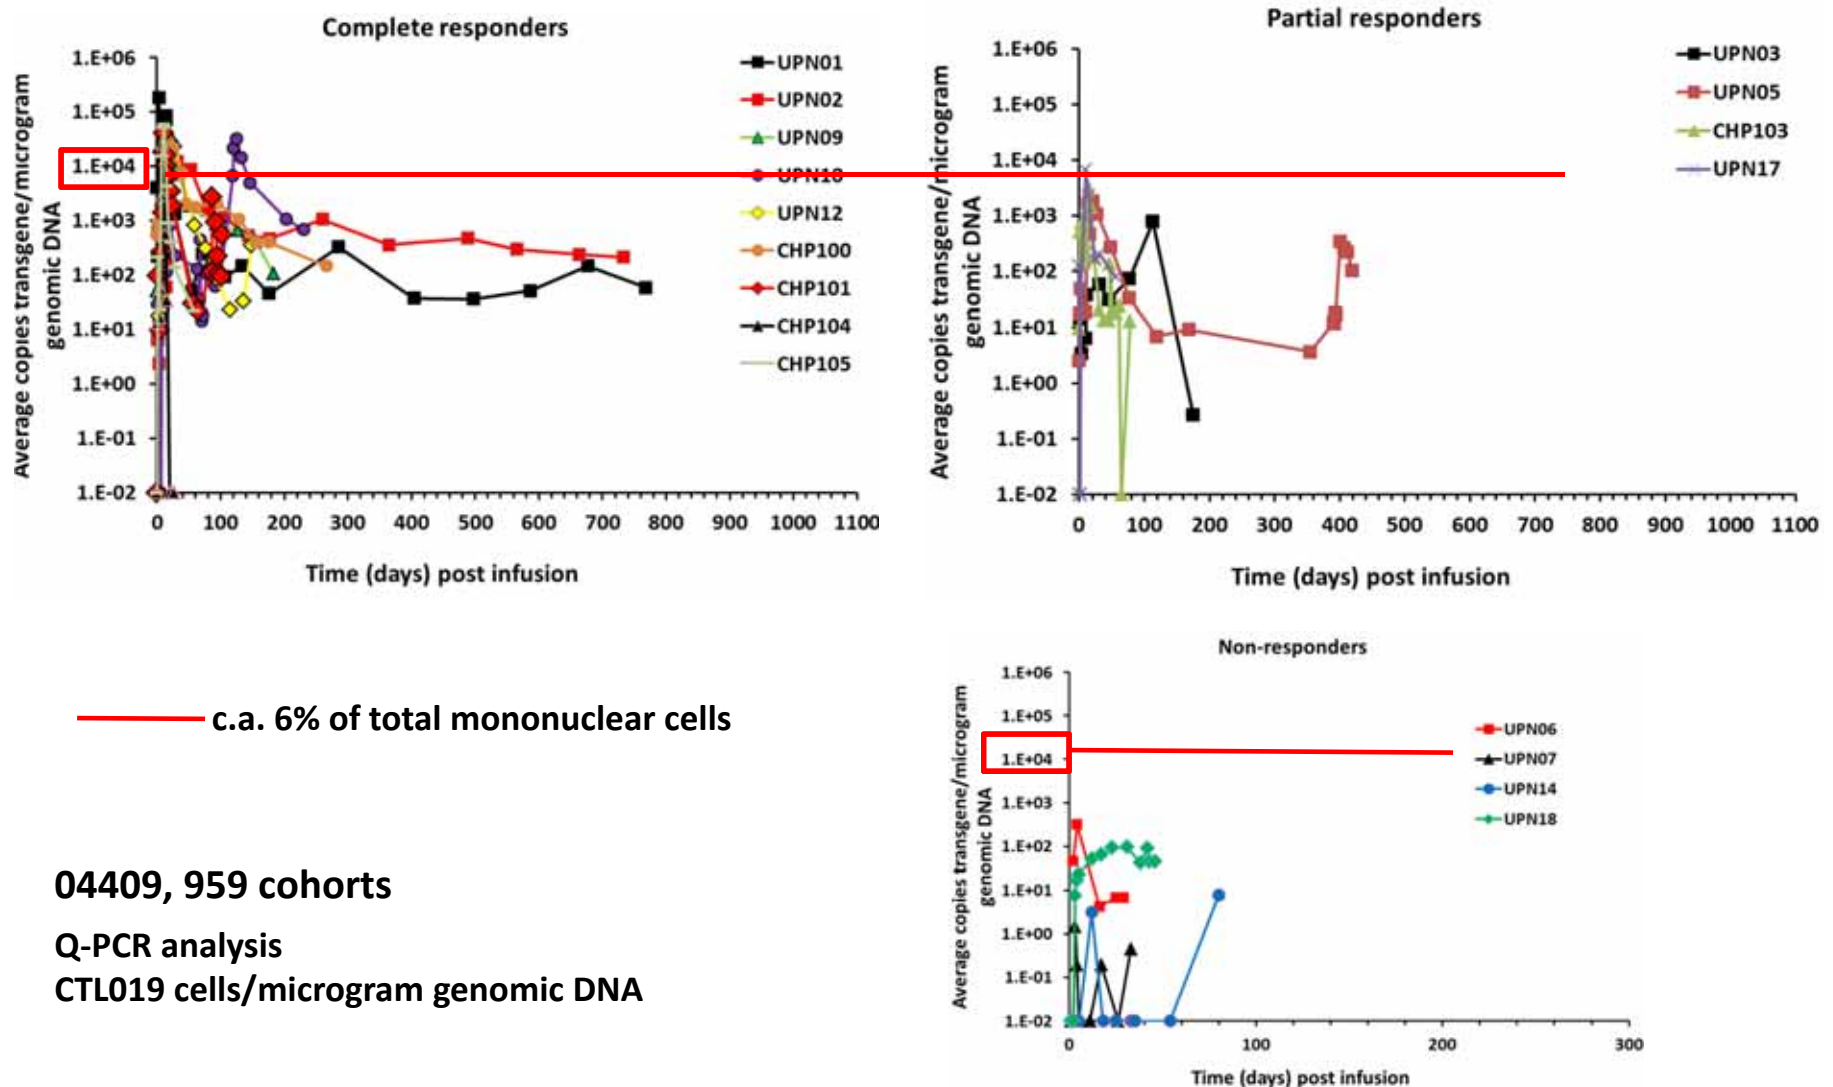 Complete responders
Average copies transgene/microgram
genomic DNA
1.E+06
1.E+05
1.E+04
1.E+03
1.E+02
1.E+01
1.E+00
1.E-01
1.E-02
0 100 200 300 400 500 600 700 800 900 1000 1100
Time (days) post infusion
UPN01
UPN02
UPN09
UPN10
UPN12
CHP100
CHP101
CHP104
CHP105
Partial responders
Average copies transgene/microgram
genomic DNA
1.E+06
1.E+05
1.E+04
1.E+03
1.E+02
1.E+01
1.E+00
1.E-01
1.E-02
0 100 200 300 400 500 600 700 800 900 1000 1100
Time (days) post infusion
UPN03
UPN05
CHP103
UPN17
c.a. 6% of total mononuclear cells
04409, 959 cohorts
Q-PCR analysis
CTL019 cells/microgram genomic DNA
Non-responders
Average copies transgene/microgram
genomic DNA
1.E+06
1.E+05
1.E+04
1.E+03
1.E+02
1.E+01
1.E+00
1.E-01
1.E-02
0 100 200 300
Time (days) post infusion
UPN06
UPN07
UPN14
UPN18